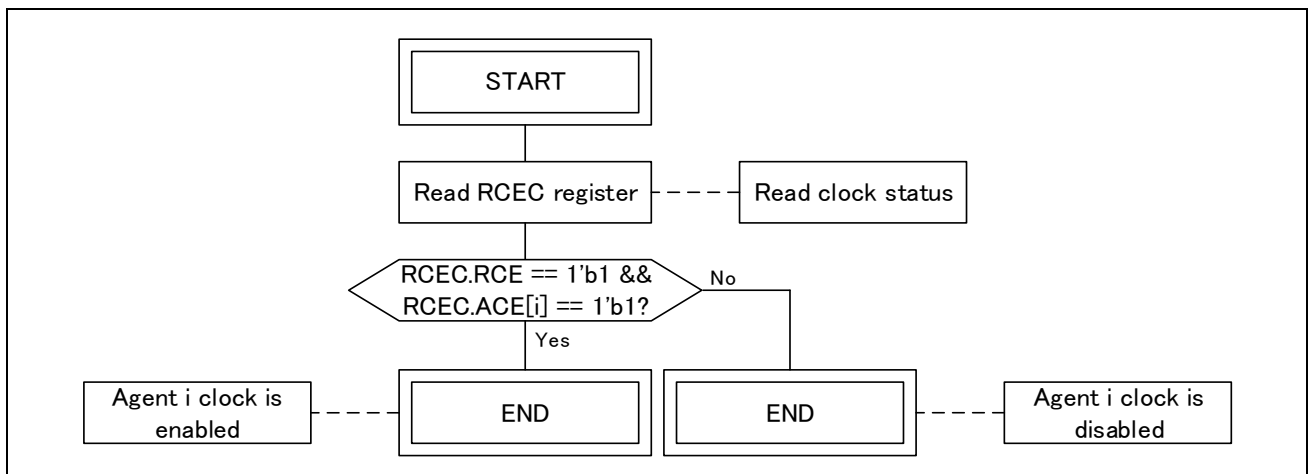 START
Read RCEC register
Read clock status
RCEC.RCE == 1'b1 &&
RCEC.ACE[i] == 1'b1?
No
Yes
Agent i clock is
enabled
END
END
Agent i clock is
disabled